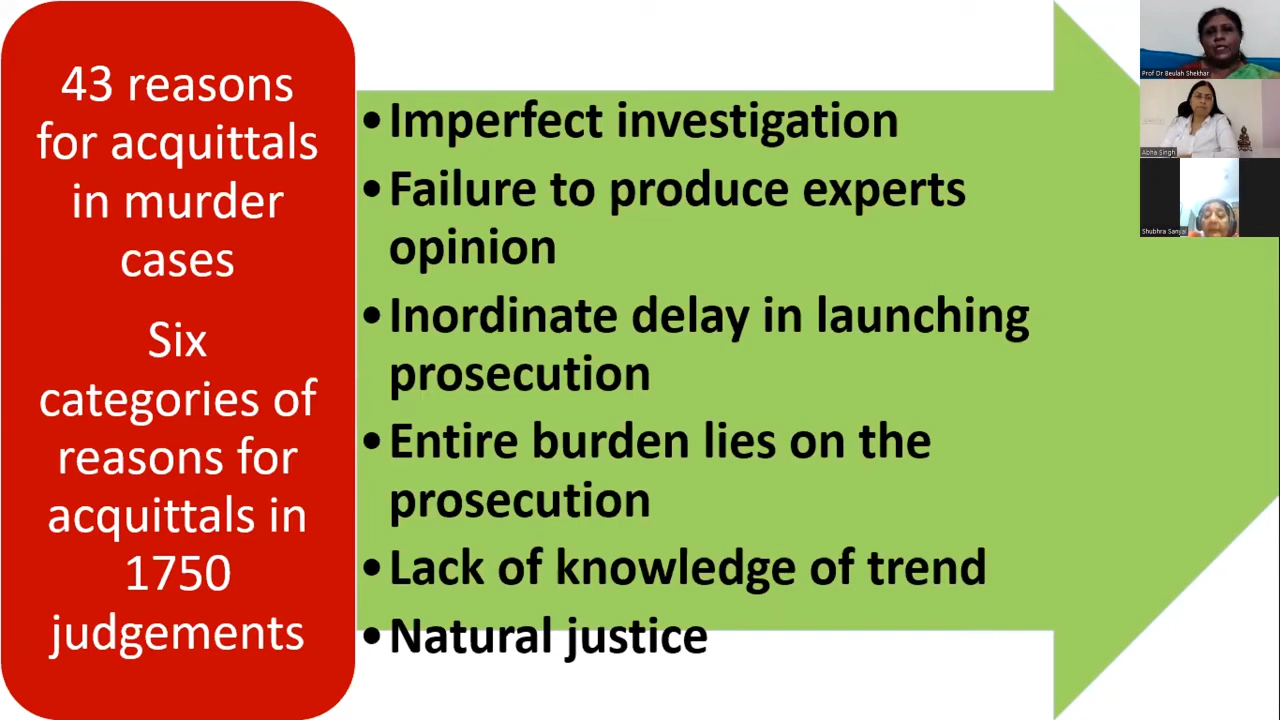 43 reasons
for acquittals
in murder
cases
Six
categories of
reasons for
acquittals in
1750
judgements
•Imperfect investigation
•Failure to produce experts
opinion
•Inordinate delay in launching
prosecution
•Entire burden lies on the
prosecution
•Lack of knowledge of trend
•Natural justice
Prof Dr Beulah Shekhar
Abha Singh
Shubhra Sanyal